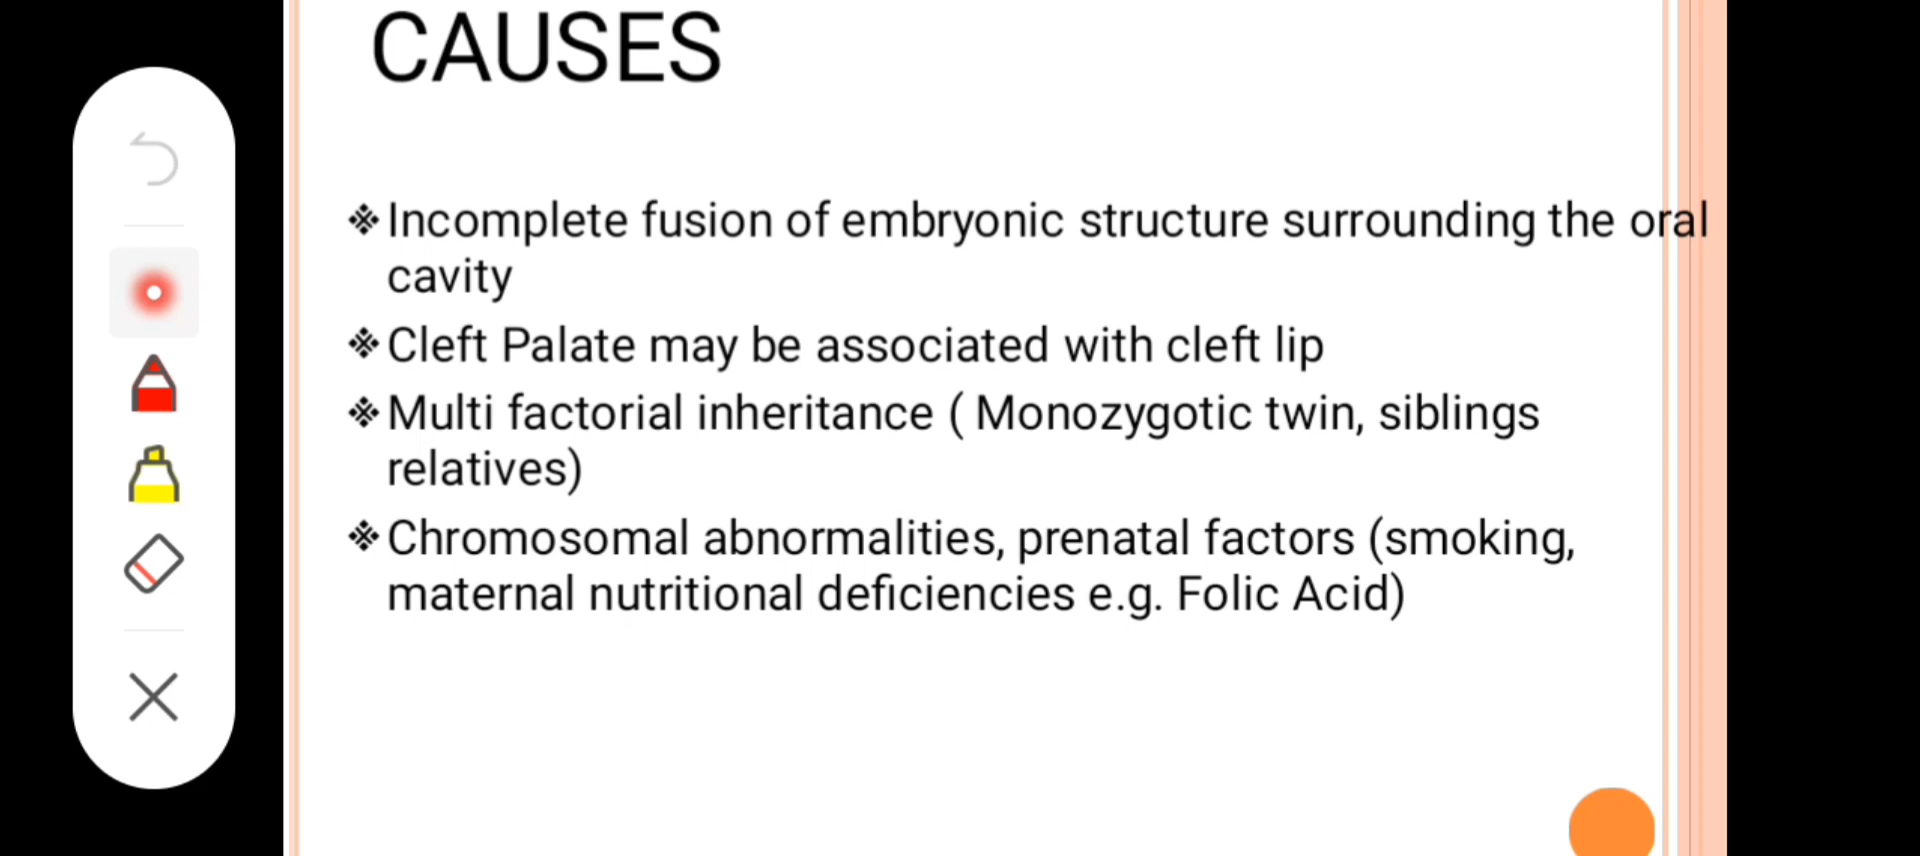 CAUSES
❖Incomplete fusion of embryonic structure surrounding the oral
cavity
❖Cleft Palate may be associated with cleft lip
❖Multi factorial inheritance ( Monozygotic twin, siblings
relatives)
❖Chromosomal abnormalities, prenatal factors (smoking,
maternal nutritional deficiencies e.g. Folic Acid)